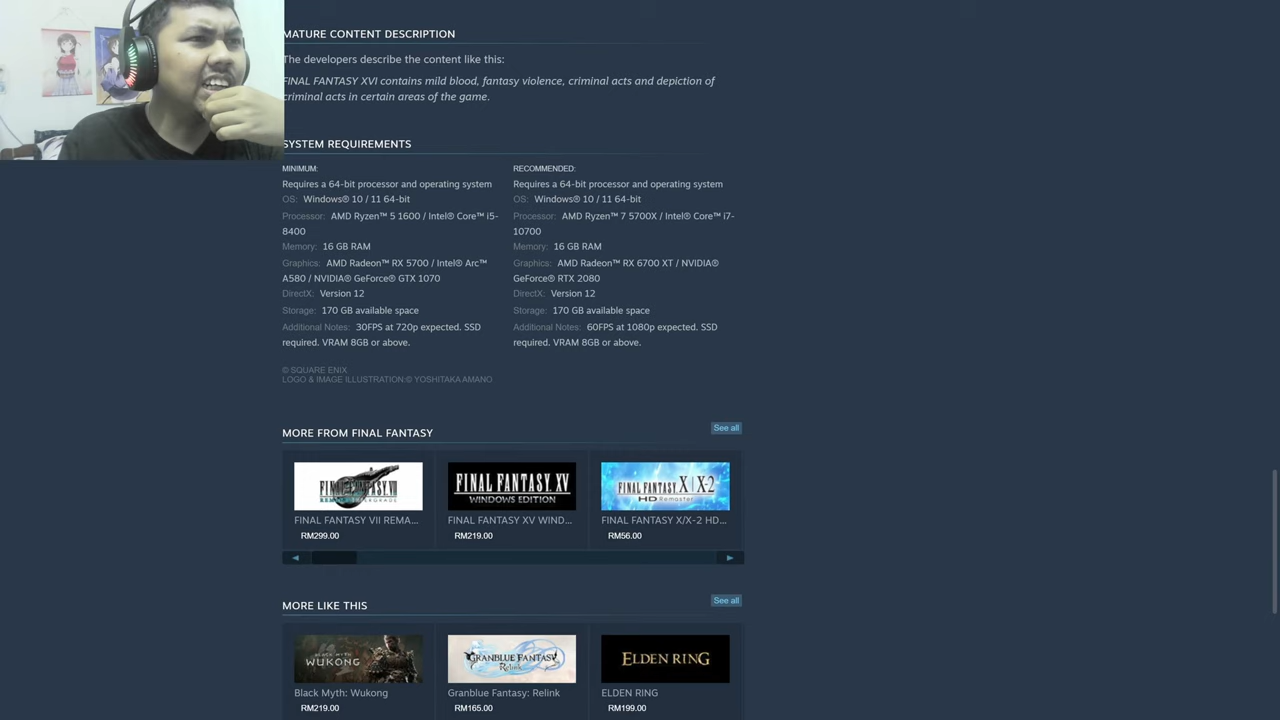 MATURE CONTENT DESCRIPTION
The developers describe the content like this:
FINAL FANTASY XVI contains mild blood, fantasy violence, criminal acts and depiction of
criminal acts in certain areas of the game.
SYSTEM REQUIREMENTS
MINIMUM:
Requires a 64-bit processor and operating system
OS: Windows® 10 / 11 64-bit
Processor: AMD Ryzen™ 5 1600 / Intel® Core™ i5-
8400
Memory: 16 GB RAM
Graphics: AMD Radeon™ RX 5700 / Intel® Arc™
A580 / NVIDIA® GeForce® GTX 1070
DirectX: Version 12
Storage: 170 GB available space
Additional Notes: 30FPS at 720p expected. SSD
required. VRAM 8GB or above.
RECOMMENDED:
Requires a 64-bit processor and operating system
OS: Windows® 10 / 11 64-bit
Processor: AMD Ryzen™ 7 5700X / Intel® Core™ i7-
10700
Memory: 16 GB RAM
Graphics: AMD Radeon™ RX 6700 XT / NVIDIA®
GeForce® RTX 2080
DirectX: Version 12
Storage: 170 GB available space
Additional Notes: 60FPS at 1080p expected. SSD
required. VRAM 8GB or above.
© SQUARE ENIX
LOGO & IMAGE ILLUSTRATION:© YOSHITAKA AMANO
MORE FROM FINAL FANTASY
See all
FINAL FANTASY VII
REMAKE INTERGRADE
FINAL FANTASY VII REMA...
RM299.00
FINAL FANTASY XV
WINDOWS EDITION
FINAL FANTASY XV WIND...
RM219.00
FINAL FANTASY X|X-2
HD Remaster
FINAL FANTASY X/X-2 HD...
RM56.00
MORE LIKE THIS
See all
BLACK MYTH
WUKONG
Black Myth: Wukong
RM219.00
GRANBLUE FANTASY
Relink
Granblue Fantasy: Relink
RM165.00
ELDEN RING
ELDEN RING
RM199.00